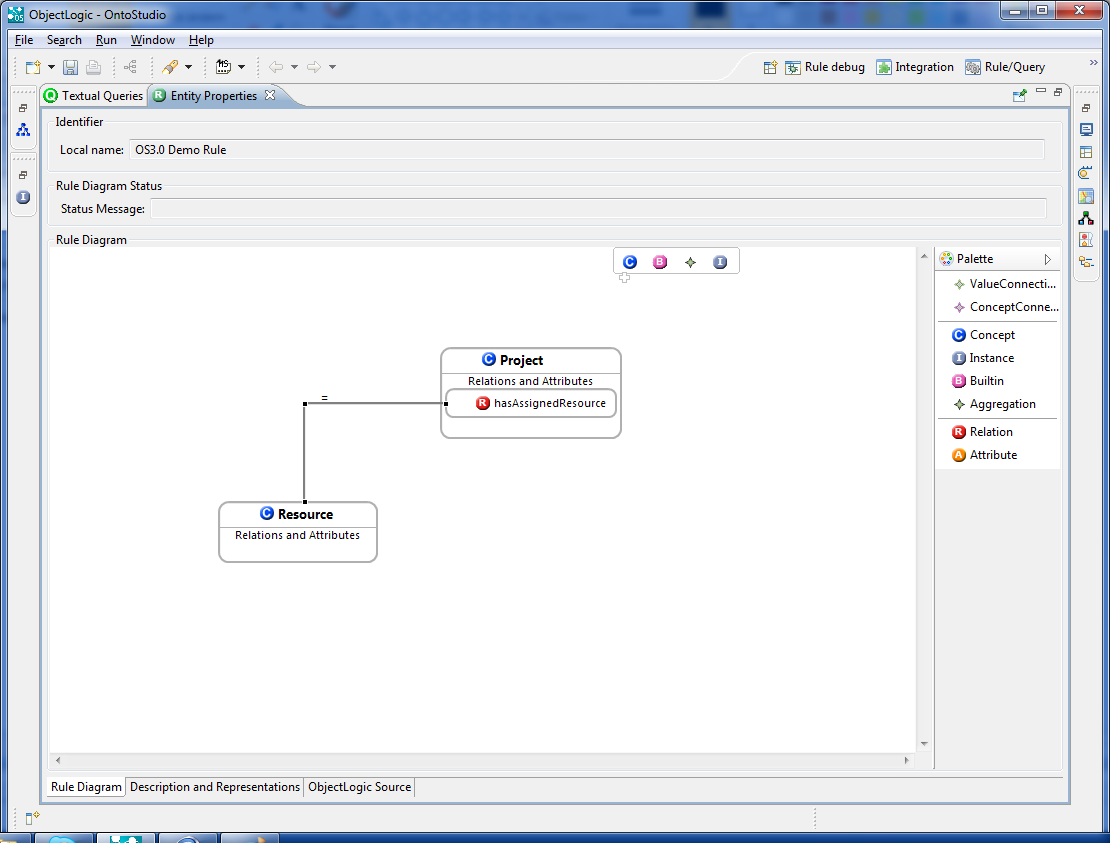 ObjectLogic - OntoStudio
File Search Run Window Help
Rule debug Integration Rule/Query
Textual Queries Entity Properties
Identifier
Local name: OS3.0 Demo Rule
Rule Diagram Status
Status Message:
Rule Diagram
C B I
Palette
ValueConnecti...
ConceptConne...
C Concept
I Instance
B Builtin
Aggregation
R Relation
A Attribute
C Project
Relations and Attributes
R hasAssignedResource
=
C Resource
Relations and Attributes
Rule Diagram Description and Representations ObjectLogic Source